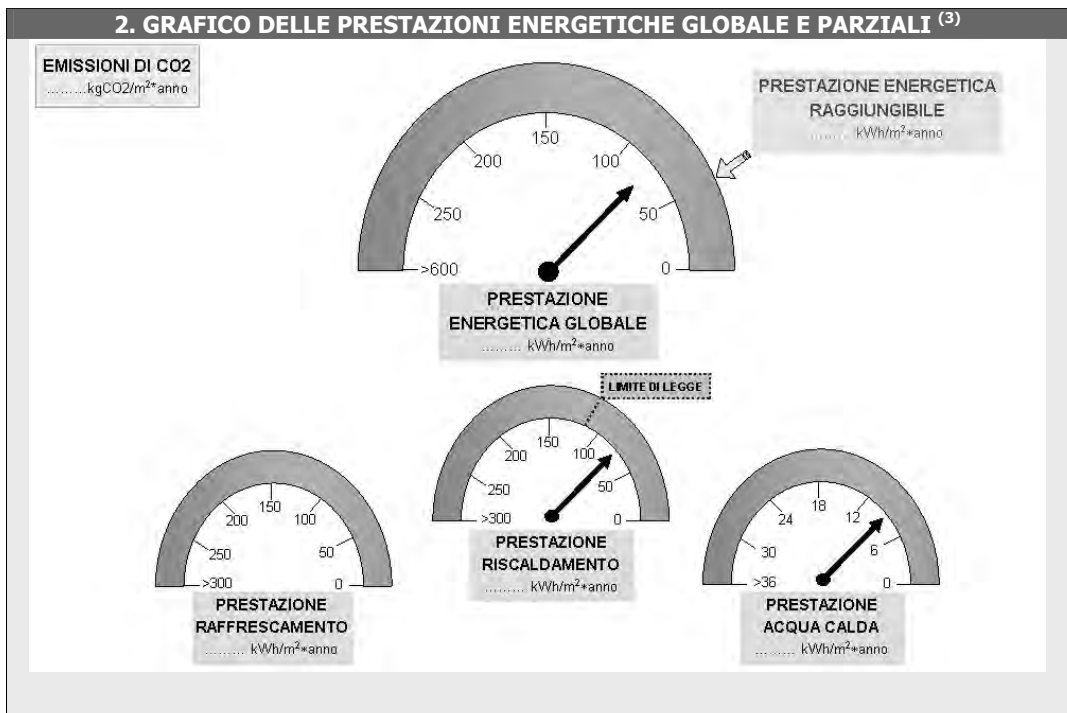 2. GRAFICO DELLE PRESTAZIONI ENERGETICHE GLOBALE E PARZIALI (3)
EMISSIONI DI CO2
.........kgCO2/m²*anno
PRESTAZIONE ENERGETICA
RAGGIUNGIBILE
......... kWh/m²*anno
>600
250
200
150
100
50
0
PRESTAZIONE
ENERGETICA GLOBALE
......... kWh/m²*anno
LIMITE DI LEGGE
>300
250
200
150
100
50
0
PRESTAZIONE
RAFFRESCAMENTO
......... kWh/m²*anno
>300
250
200
150
100
50
0
PRESTAZIONE
RISCALDAMENTO
......... kWh/m²*anno
>36
30
24
18
12
6
0
PRESTAZIONE
ACQUA CALDA
......... kWh/m²*anno